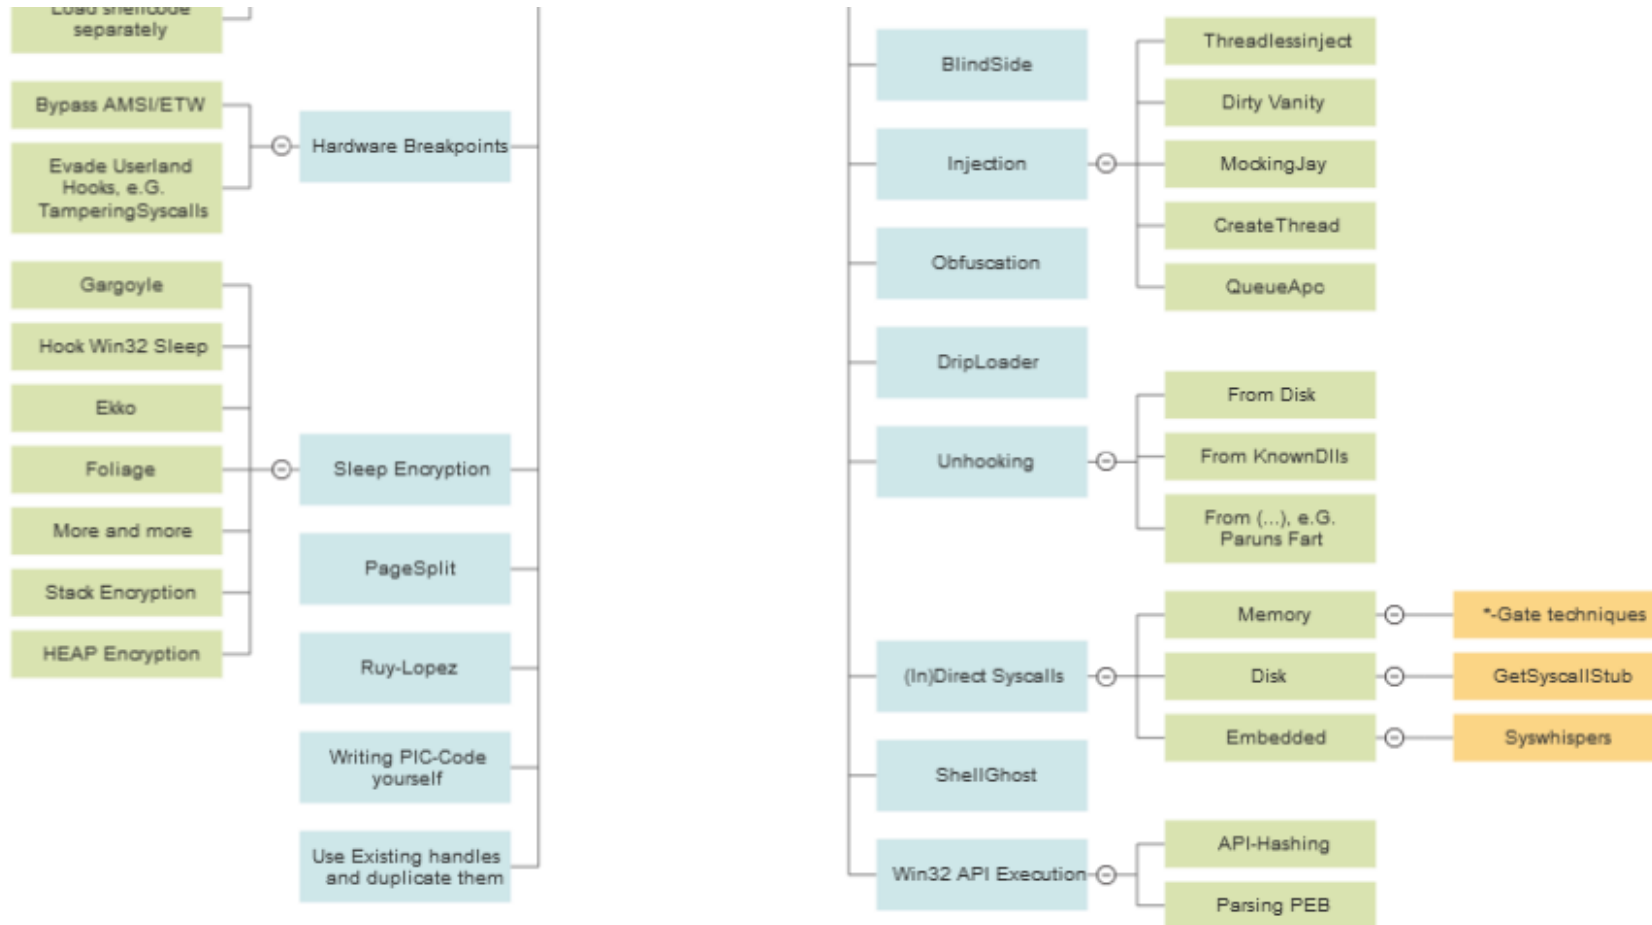 Load shellcode
separately
Bypass AMSI/ETW
Evade Userland
Hooks, e.G.
TamperingSyscalls
Hardware Breakpoints
Gargoyle
Hook Win32 Sleep
Ekko
Foliage
More and more
Stack Encryption
HEAP Encryption
Sleep Encryption
PageSplit
Ruy-Lopez
Writing PIC-Code
yourself
Use Existing handles
and duplicate them
BlindSide
Injection
Threadlessinject
Dirty Vanity
MockingJay
CreateThread
QueueApc
Obfuscation
DripLoader
Unhooking
From Disk
From KnownDlls
From (...), e.G.
Paruns Fart
(In)Direct Syscalls
Memory
*-Gate techniques
Disk
GetSyscallStub
Embedded
Syswhispers
ShellGhost
Win32 API Execution
API-Hashing
Parsing PEB